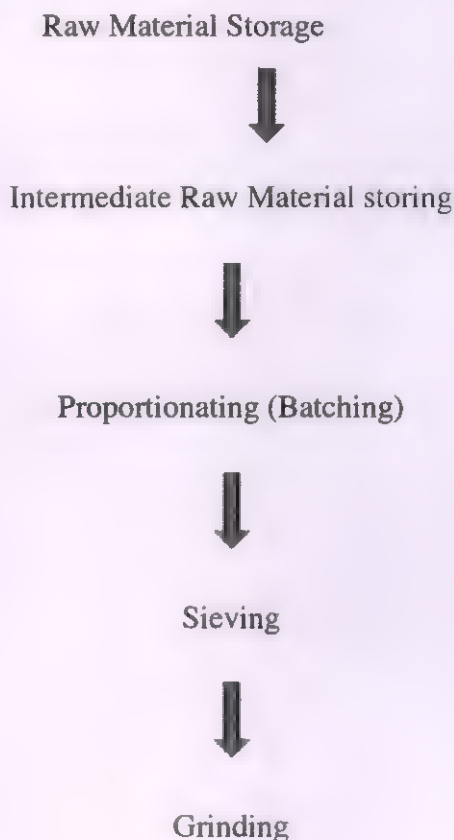 Raw Material Storage
Intermediate Raw Material storing
Proportionating (Batching)
Sieving
Grinding